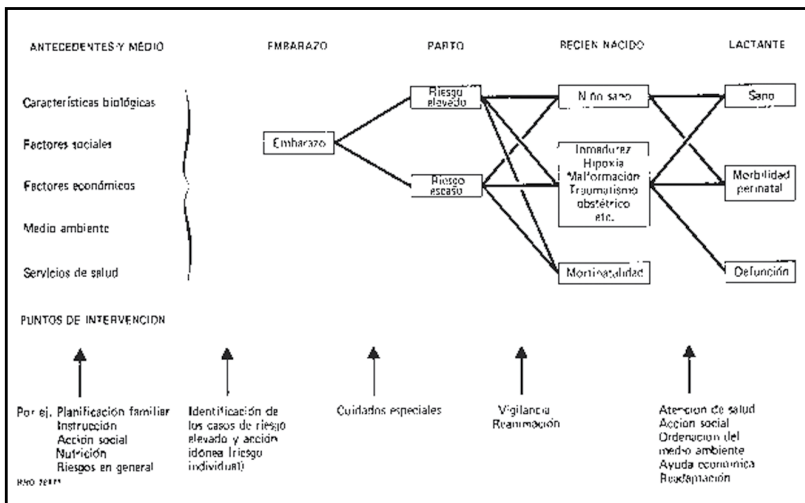 ANTECEDENTES Y MEDIO
EMBARAZO
PARTO
RECIEN NACIDO
LACTANTE
Características biológicas
Factores sociales
Factores económicos
Medio ambiente
Servicios de salud
Embarazo
Riesgo
elevado
Riesgo
escaso
Niño sano
Inmadurez
Hipoxia
Malformación
Traumatismo
obstétrico
etc.
Mortinatalidad
Sano
Morbilidad
perinatal
Defunción
PUNTOS DE INTERVENCION
Por ej. Planificación familiar
Instrucción
Acción social
Nutrición
Riesgos en general
Identificación de
los casos de riesgo
elevado y acción
idónea (riesgo
individual)
Cuidados especiales
Vigilancia
Reanimación
Atención de salud
Acción social
Ordenación del
medio ambiente
Ayuda económica
Readaptación